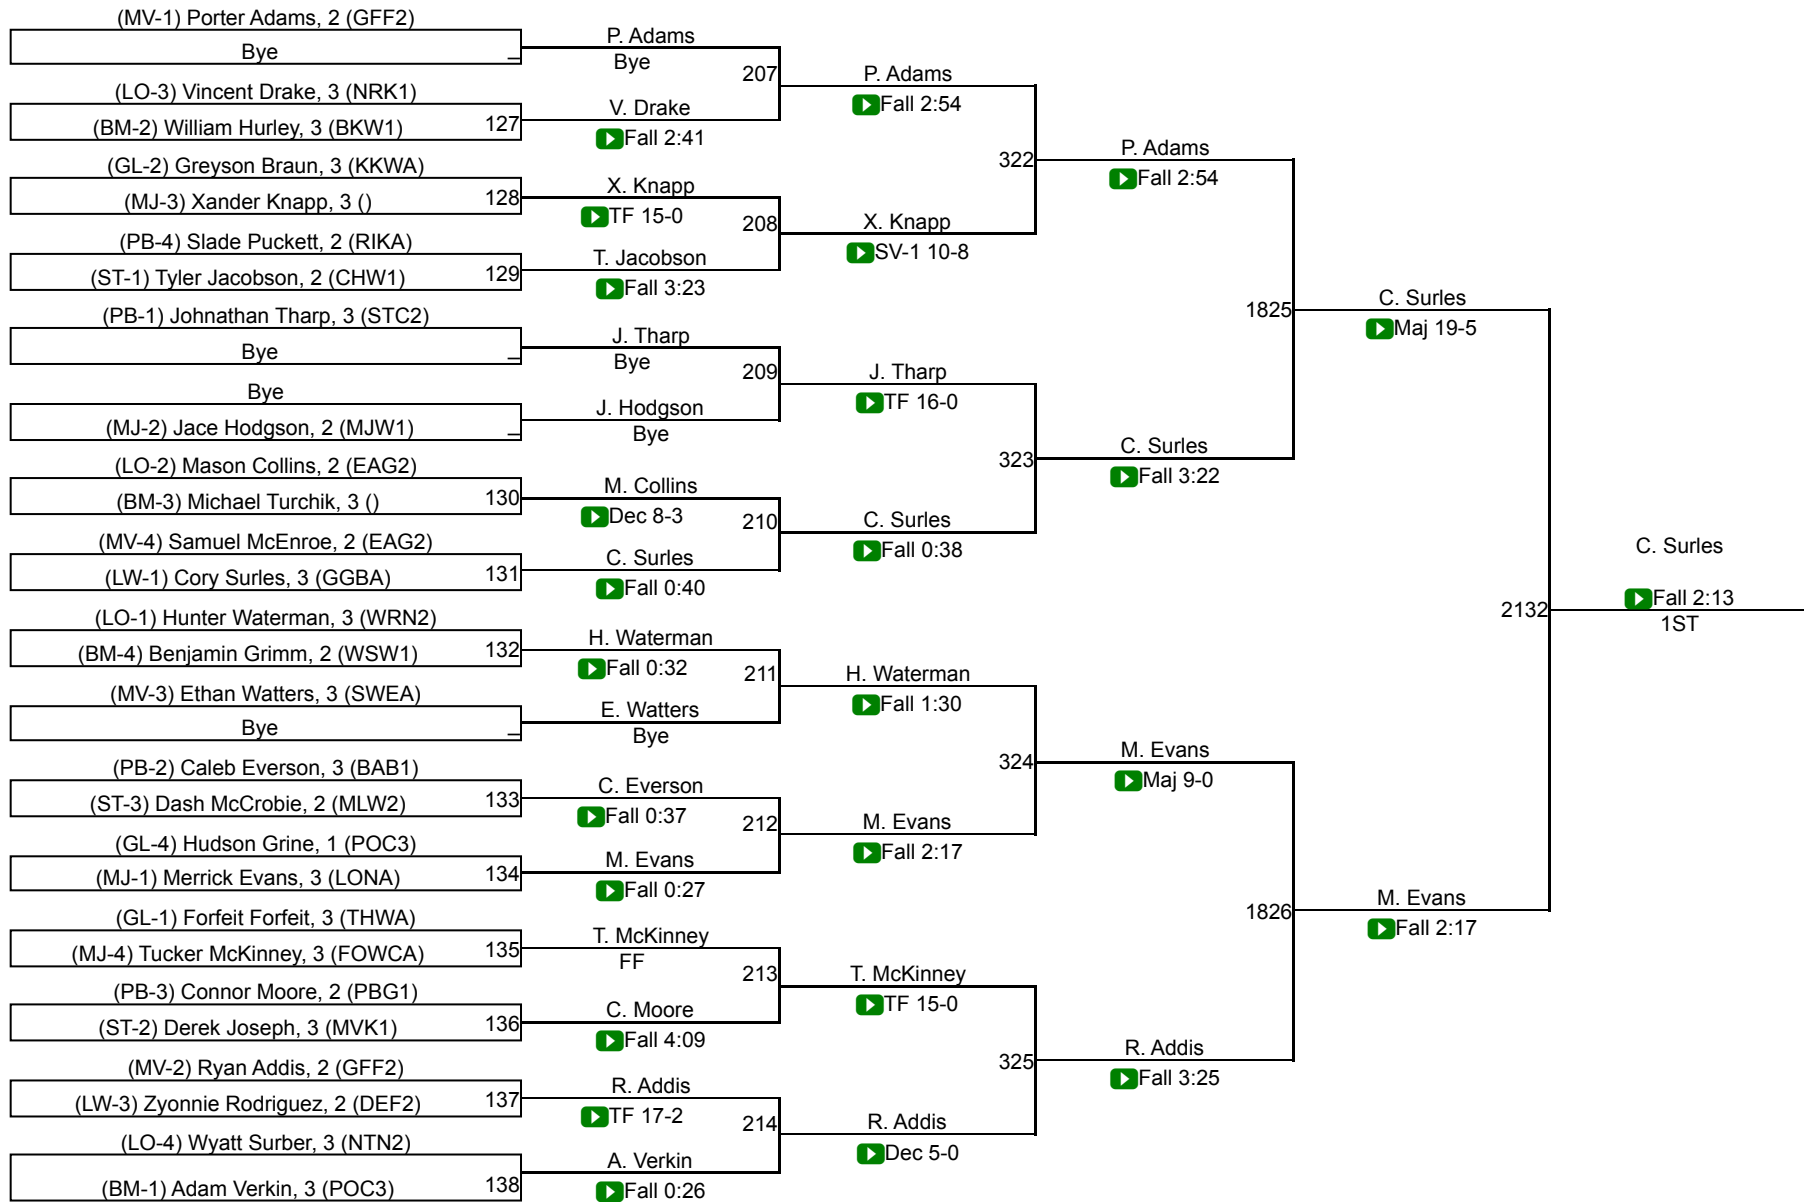 (MV-1) Porter Adams, 2 (GFF2)
Bye
(LO-3) Vincent Drake, 3 (NRK1)
(BM-2) William Hurley, 3 (BKW1)
127
(GL-2) Greyson Braun, 3 (KKWA)
(MJ-3) Xander Knapp, 3 ()
128
(PB-4) Slade Puckett, 2 (RIKA)
(ST-1) Tyler Jacobson, 2 (CHW1)
129
(PB-1) Johnathan Tharp, 3 (STC2)
Bye
Bye
(MJ-2) Jace Hodgson, 2 (MJW1)
(LO-2) Mason Collins, 2 (EAG2)
(BM-3) Michael Turchik, 3 ()
130
(MV-4) Samuel McEnroe, 2 (EAG2)
(LW-1) Cory Surles, 3 (GGBA)
131
(LO-1) Hunter Waterman, 3 (WRN2)
(BM-4) Benjamin Grimm, 2 (WSW1)
132
(MV-3) Ethan Watters, 3 (SWEA)
Bye
(PB-2) Caleb Everson, 3 (BAB1)
(ST-3) Dash McCrobie, 2 (MLW2)
133
(GL-4) Hudson Grine, 1 (POC3)
(MJ-1) Merrick Evans, 3 (LONA)
134
(GL-1) Forfeit Forfeit, 3 (THWA)
(MJ-4) Tucker McKinney, 3 (FOWCA)
135
(PB-3) Connor Moore, 2 (PBG1)
(ST-2) Derek Joseph, 3 (MVK1)
136
(MV-2) Ryan Addis, 2 (GFF2)
(LW-3) Zyonnie Rodriguez, 2 (DEF2)
137
(LO-4) Wyatt Surber, 3 (NTN2)
(BM-1) Adam Verkin, 3 (POC3)
138
P. Adams
Bye
207
V. Drake
Fall 2:41
X. Knapp
TF 15-0
208
T. Jacobson
Fall 3:23
J. Tharp
Bye
209
J. Hodgson
Bye
M. Collins
Dec 8-3
210
C. Surles
Fall 0:40
H. Waterman
Fall 0:32
211
E. Watters
Bye
C. Everson
Fall 0:37
212
M. Evans
Fall 0:27
T. McKinney
FF
213
C. Moore
Fall 4:09
R. Addis
TF 17-2
214
A. Verkin
Fall 0:26
P. Adams
Fall 2:54
322
X. Knapp
SV-1 10-8
J. Tharp
TF 16-0
323
C. Surles
Fall 0:38
H. Waterman
Fall 1:30
324
M. Evans
Fall 2:17
T. McKinney
TF 15-0
325
R. Addis
Dec 5-0
P. Adams
Fall 2:54
1825
C. Surles
Fall 3:22
M. Evans
Maj 9-0
1826
R. Addis
Fall 3:25
C. Surles
Maj 19-5
2132
M. Evans
Fall 2:17
C. Surles
Fall 2:13
1ST